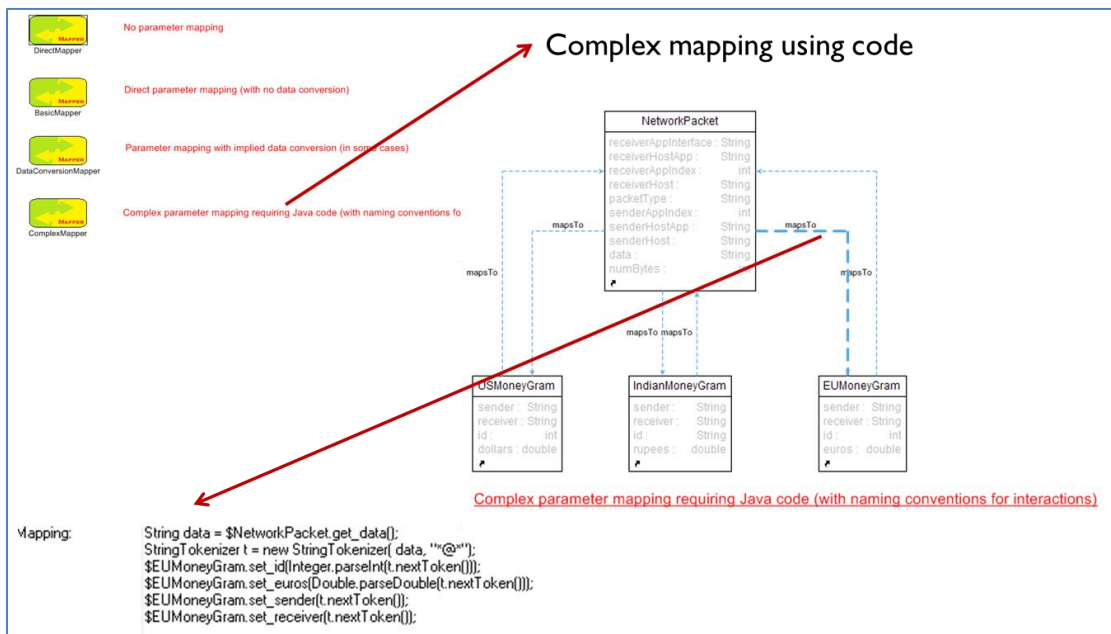 MAPPER
DirectMapper
No parameter mapping
MAPPER
BasicMapper
Direct parameter mapping (with no data conversion)
MAPPER
DataConversionMapper
Parameter mapping with implied data conversion (in some cases)
MAPPER
ComplexMapper
Complex parameter mapping requiring Java code (with naming conventions fo
Complex mapping using code
NetworkPacket
receiverAppInterface : String
receiverHostApp : String
receiverAppIndex : int
receiverHost : String
packetType : String
senderAppIndex : int
senderHostApp : String
senderHost : String
data : String
numBytes : int
mapsTo
mapsTo
mapsTo
mapsTo
mapsTo mapsTo
USMoneyGram
sender : String
receiver : String
id : int
dollars : double
IndianMoneyGram
sender : String
receiver : String
id : String
rupees : double
EUMoneyGram
sender : String
receiver : String
id : int
euros : double
Complex parameter mapping requiring Java code (with naming conventions for interactions)
Mapping:
String data = $NetworkPacket.get_data();
StringTokenizer t = new StringTokenizer( data, "*@*");
$EUMoneyGram.set_id(Integer.parseInt(t.nextToken()));
$EUMoneyGram.set_euros(Double.parseDouble(t.nextToken()));
$EUMoneyGram.set_sender(t.nextToken());
$EUMoneyGram.set_receiver(t.nextToken());